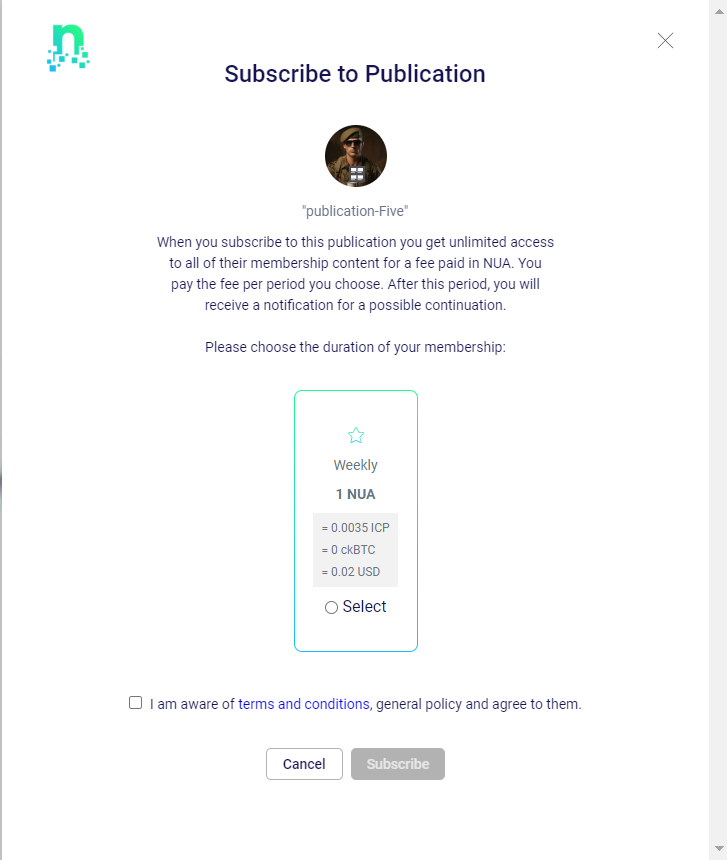 n
Subscribe to Publication
"publication-Five"
When you subscribe to this publication you get unlimited access
to all of their membership content for a fee paid in NUA. You
pay the fee per period you choose. After this period, you will
receive a notification for a possible continuation.
Please choose the duration of your membership:
Weekly
1 NUA
= 0.0035 ICP
= 0 ckBTC
= 0.02 USD
Select
I am aware of terms and conditions, general policy and agree to them.
Cancel
Subscribe